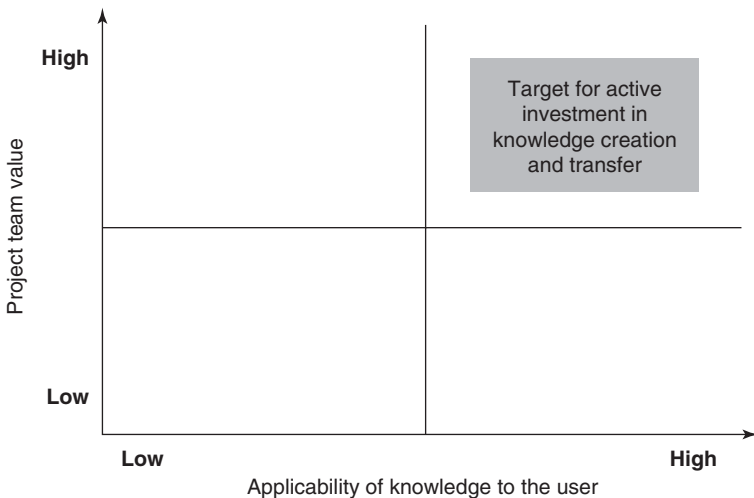 High
Target for active
investment in
knowledge creation
and transfer
Project team value
Low
Low
High
Applicability of knowledge to the user